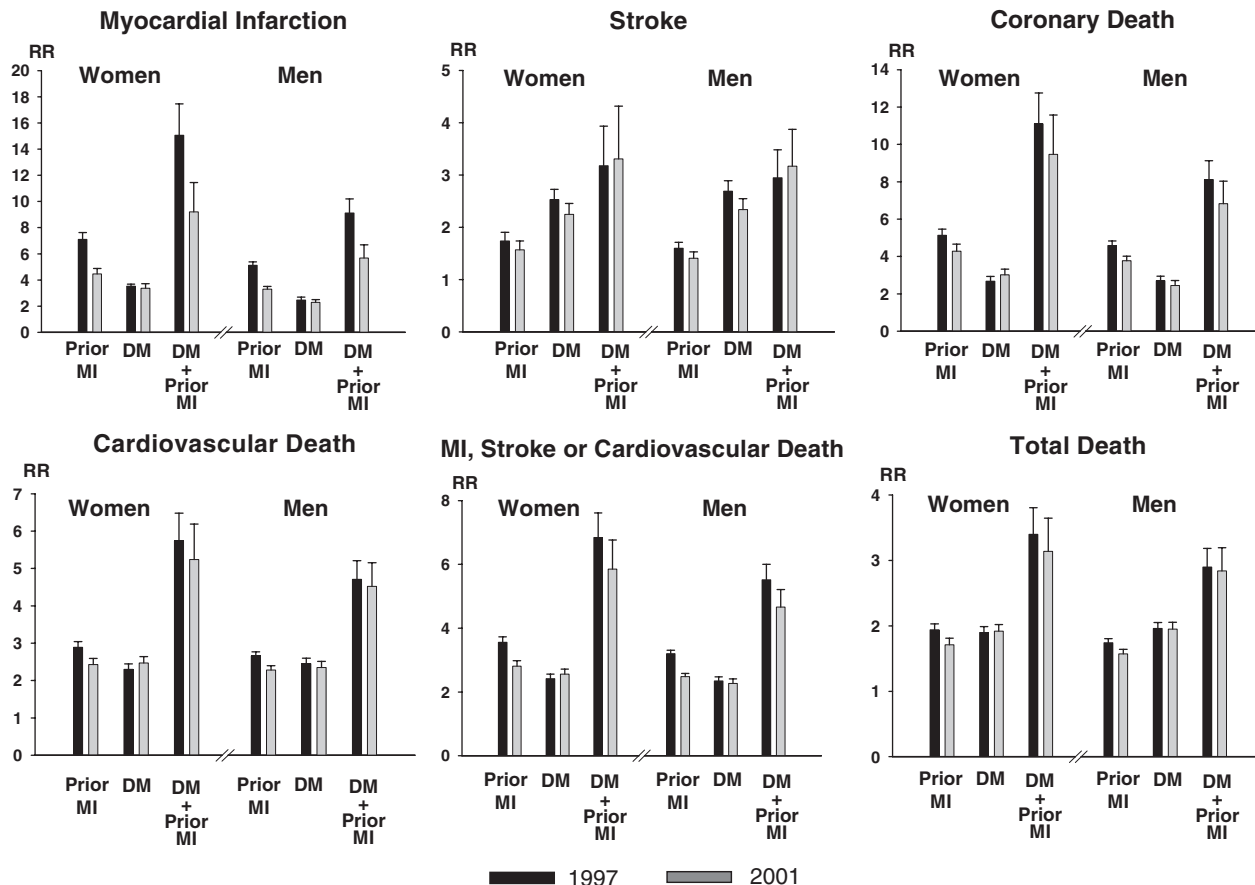 Myocardial Infarction
RR
Women
Men
20
18
16
14
12
10
8
6
4
2
0
Prior
MI
DM
DM
+
Prior
MI
Prior
MI
DM
DM
+
Prior
MI
Stroke
RR
Women
Men
5
4
3
2
1
0
Prior
MI
DM
DM
+
Prior
MI
Prior
MI
DM
DM
+
Prior
MI
Coronary Death
RR
Women
Men
14
12
10
8
6
4
2
0
Prior
MI
DM
DM
+
Prior
MI
Prior
MI
DM
DM
+
Prior
MI
Cardiovascular Death
RR
Women
Men
7
6
5
4
3
2
1
0
Prior
MI
DM
DM
+
Prior
MI
Prior
MI
DM
DM
+
Prior
MI
MI, Stroke or Cardiovascular Death
RR
Women
Men
8
6
4
2
0
Prior
MI
DM
DM
+
Prior
MI
Prior
MI
DM
DM
+
Prior
MI
Total Death
RR
Women
Men
4
3
2
1
0
Prior
MI
DM
DM
+
Prior
MI
Prior
MI
DM
DM
+
Prior
MI
1997
2001